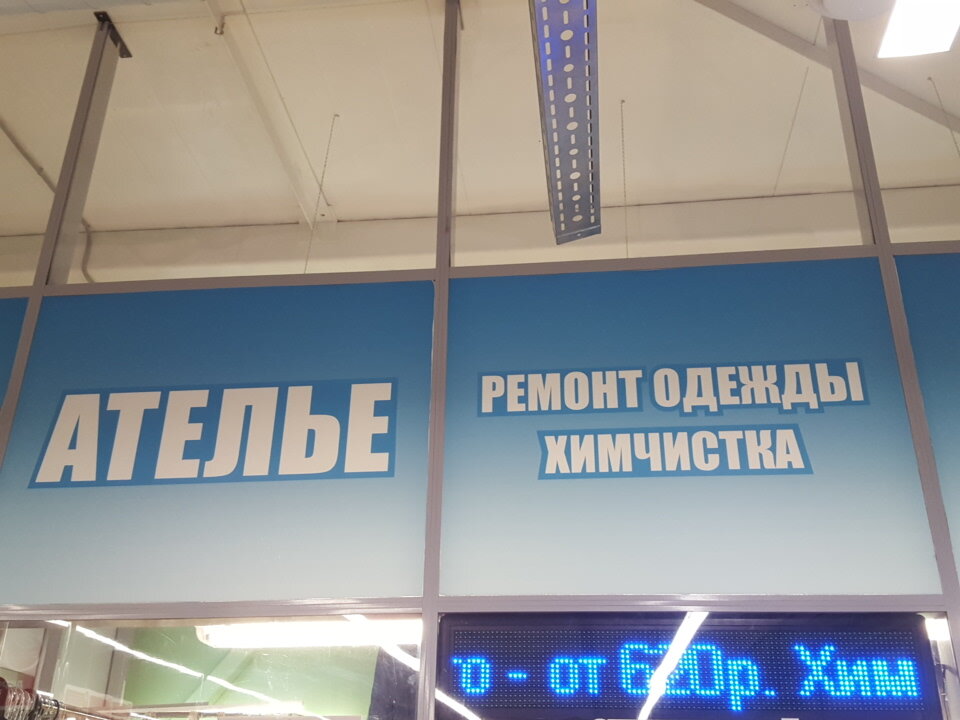 АТЕЛЬЕ
РЕМОНТ ОДЕЖДЫ
ХИМЧИСТКА
о - от 620р. Хим